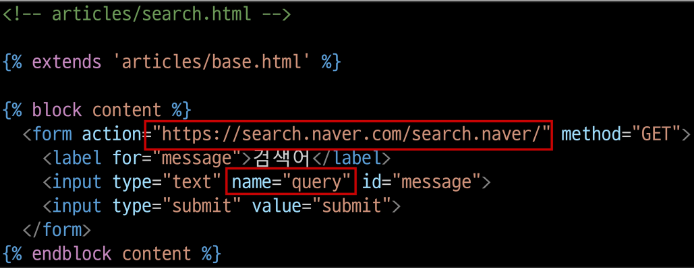 <!-- articles/search.html -->
{% extends 'articles/base.html' %}
{% block content %}
<form action="https://search.naver.com/search.naver/" method="GET">
<label for="message">검색어</label>
<input type="text" name="query" id="message">
<input type="submit" value="submit">
</form>
{% endblock content %}